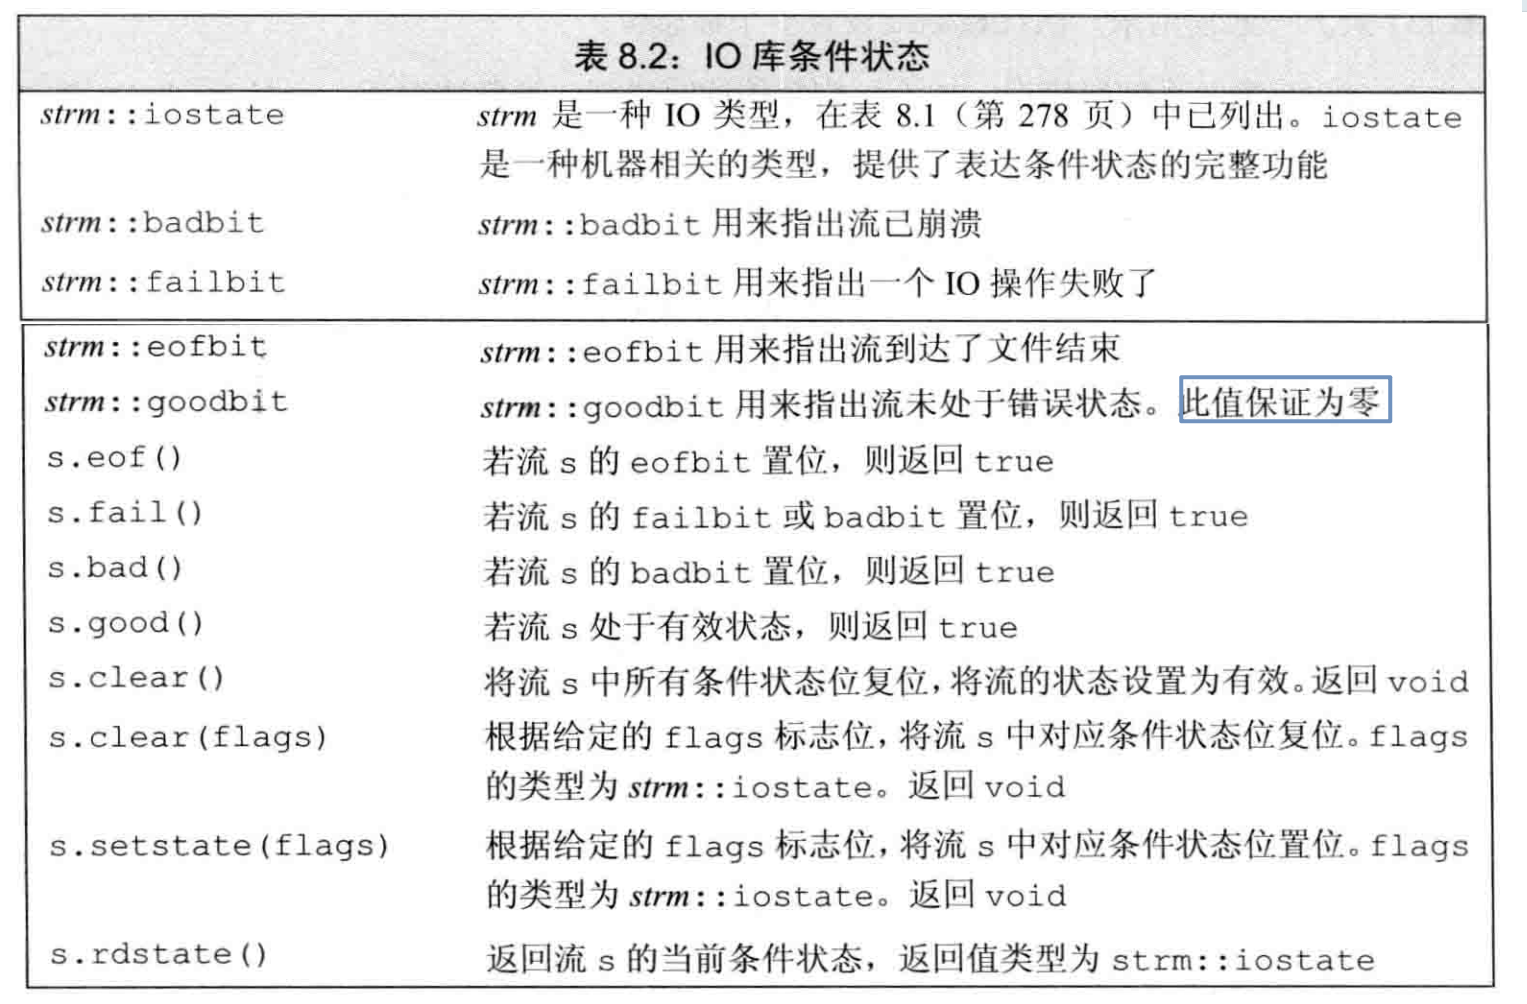 表 8.2：IO 库条件状态
strm::iostate strm 是一种 IO 类型，在表 8.1（第 278 页）中已列出。iostate
是一种机器相关的类型，提供了表达条件状态的完整功能
strm::badbit strm::badbit 用来指出流已崩溃
strm::failbit strm::failbit 用来指出一个 IO 操作失败了
strm::eofbit strm::eofbit 用来指出流到达了文件结束
strm::goodbit strm::goodbit 用来指出流未处于错误状态。此值保证为零
s.eof() 若流 s 的 eofbit 置位，则返回 true
s.fail() 若流 s 的 failbit 或 badbit 置位，则返回 true
s.bad() 若流 s 的 badbit 置位，则返回 true
s.good() 若流 s 处于有效状态，则返回 true
s.clear() 将流 s 中所有条件状态位复位，将流的状态设置为有效。返回 void
s.clear(flags) 根据给定的 flags 标志位，将流 s 中对应条件状态位复位。flags
的类型为 strm::iostate。返回 void
s.setstate(flags) 根据给定的 flags 标志位，将流 s 中对应条件状态位置位。flags
的类型为 strm::iostate。返回 void
s.rdstate() 返回流 s 的当前条件状态，返回值类型为 strm::iostate